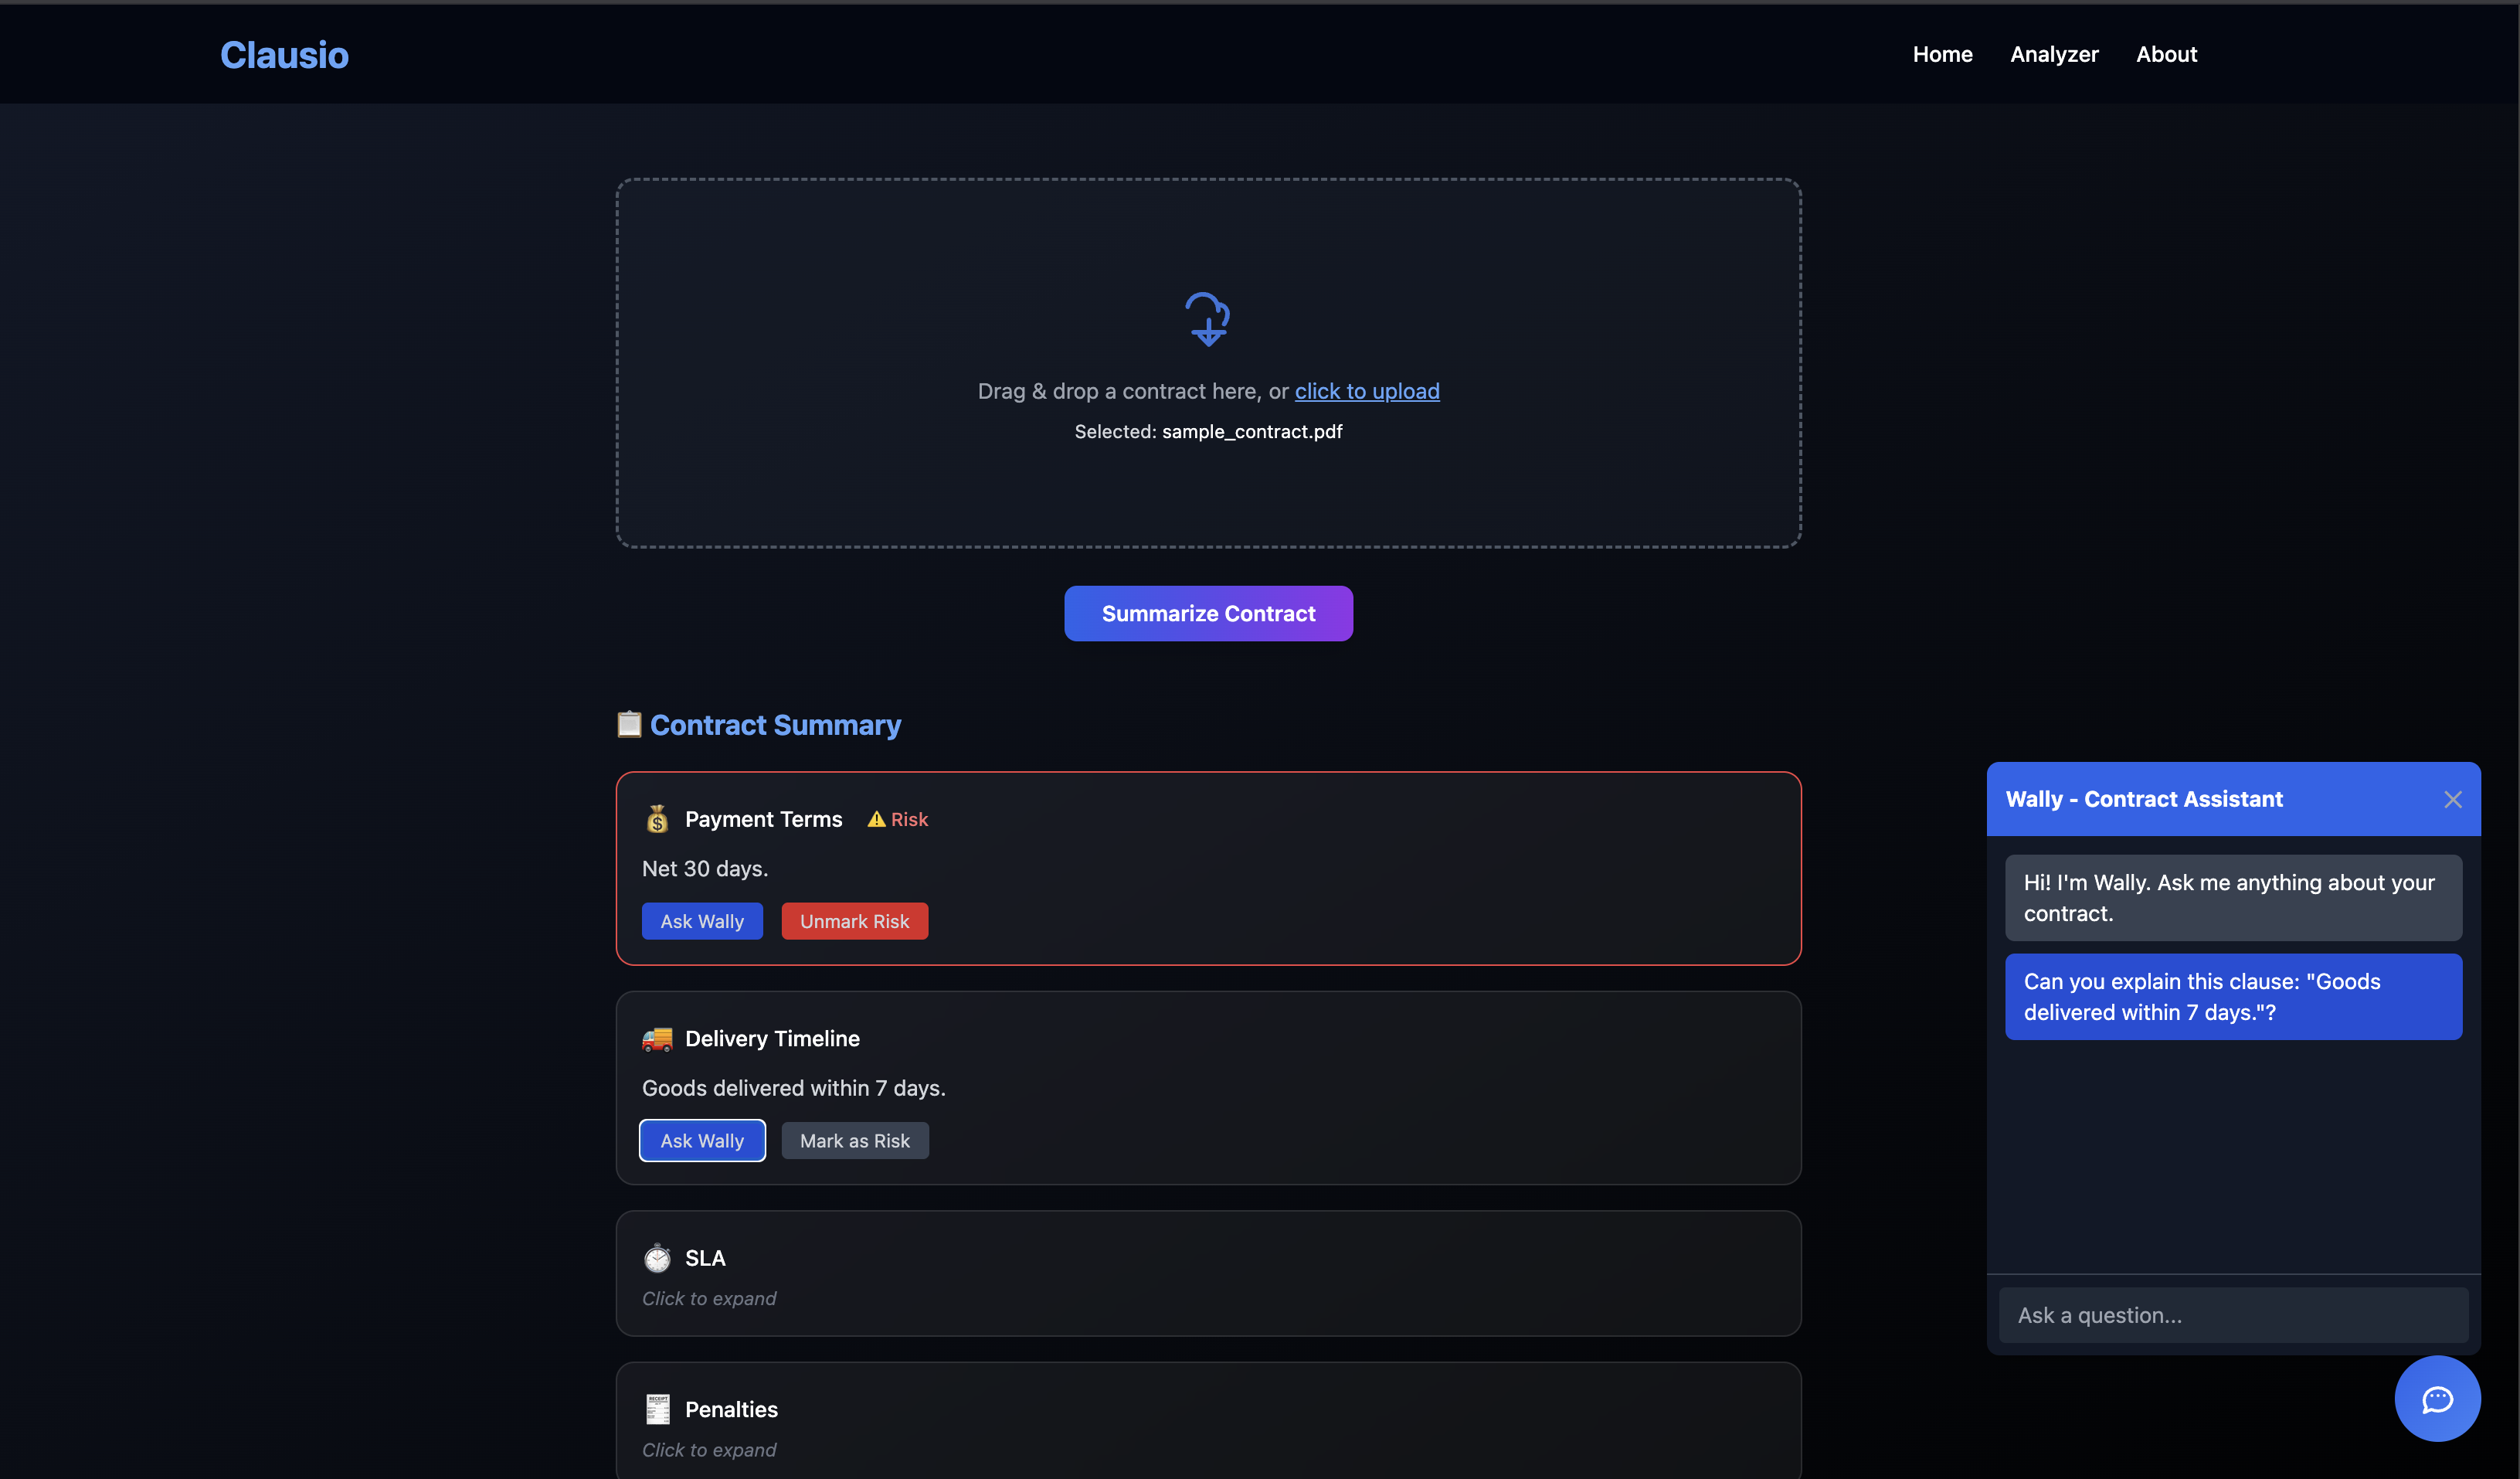 Clausio
Home Analyzer About
Drag & drop a contract here, or click to upload
Selected: sample_contract.pdf
Summarize Contract
📋 Contract Summary
💰 Payment Terms ⚠️ Risk
Net 30 days.
Ask Wally Unmark Risk
🚚 Delivery Timeline
Goods delivered within 7 days.
Ask Wally Mark as Risk
⏱️ SLA
Click to expand
🧾 Penalties
Click to expand
Wally - Contract Assistant
Hi! I'm Wally. Ask me anything about your
contract.
Can you explain this clause: "Goods
delivered within 7 days."?
Ask a question...